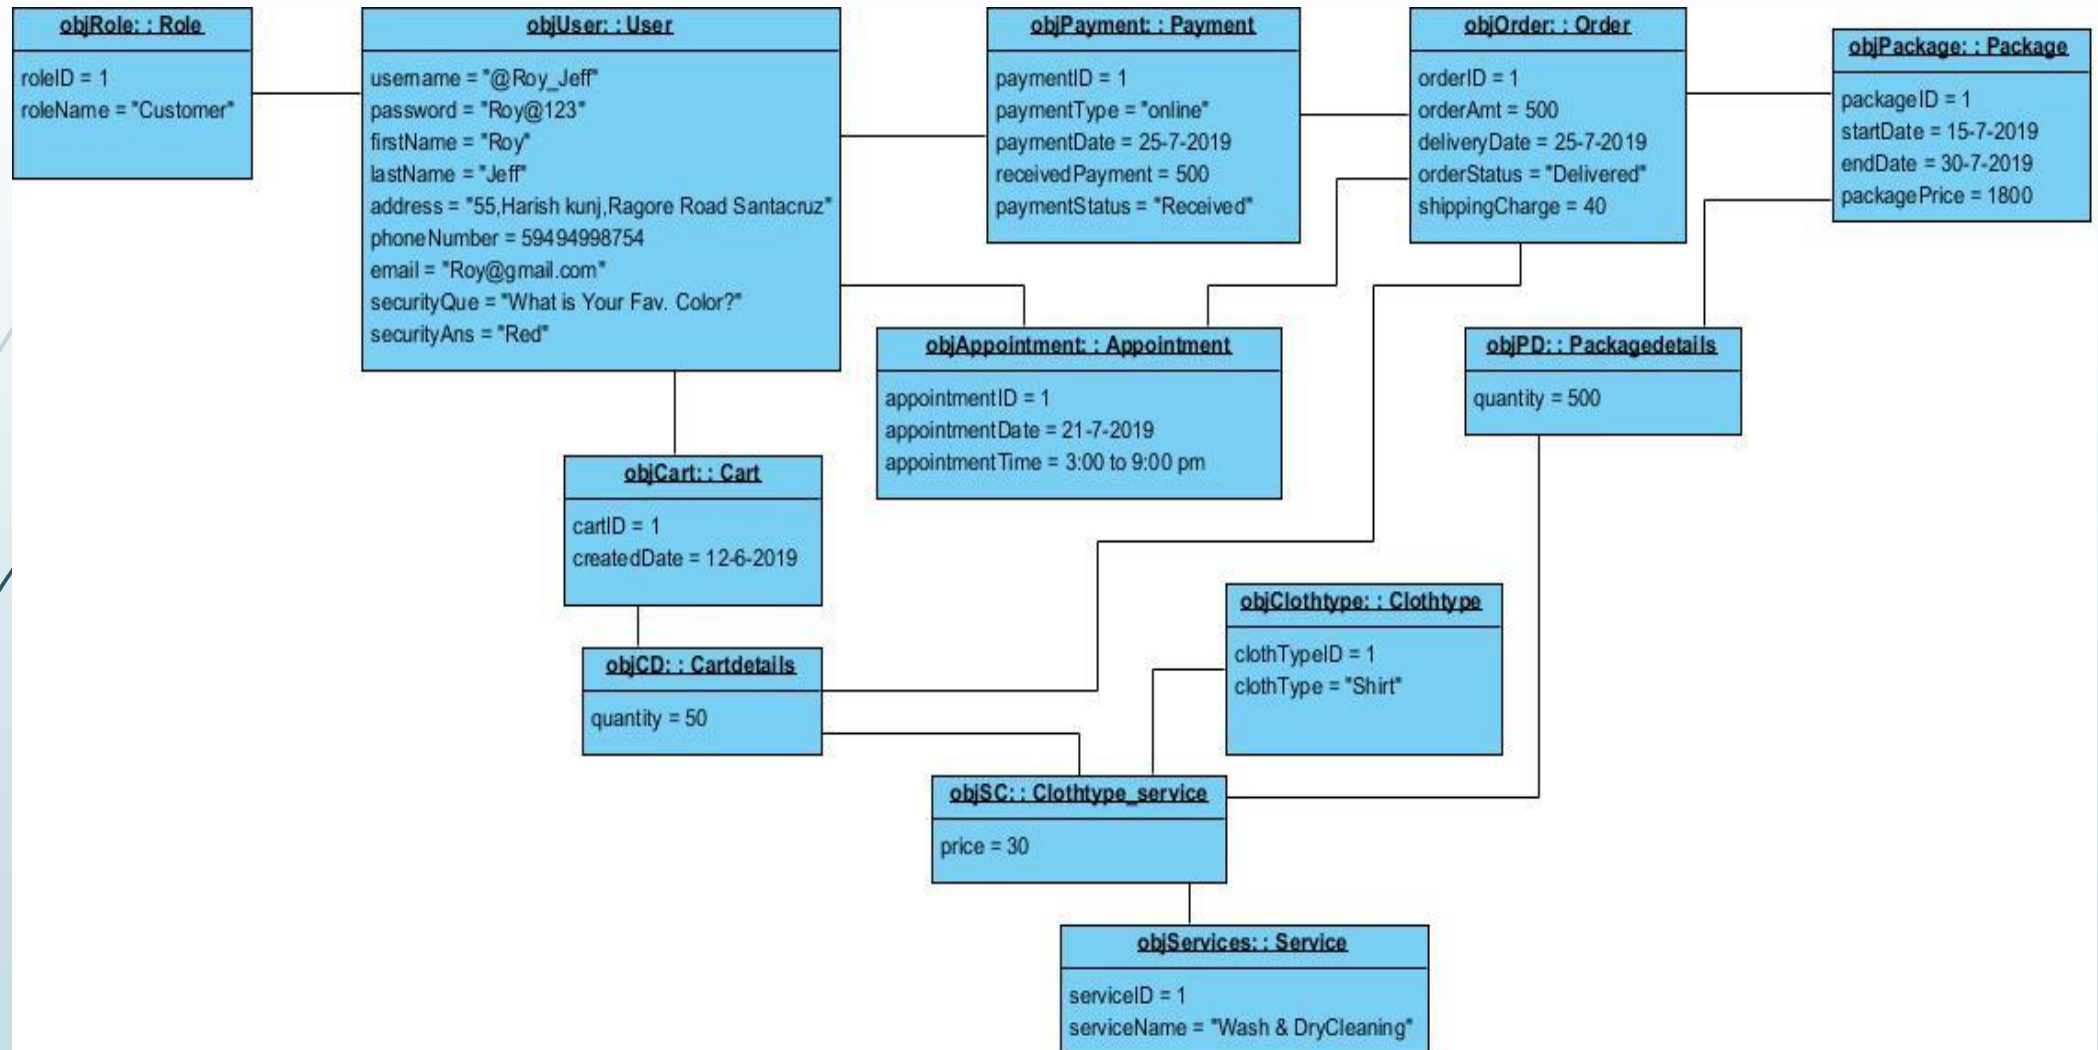 objRole: : Role
roleID = 1
roleName = "Customer"
objUser: : User
username = "@Roy_Jeff"
password = "Roy@123"
firstName = "Roy"
lastName = "Jeff"
address = "55,Harish kunj,Ragore Road Santacruz"
phoneNumber = 59494998754
email = "Roy@gmail.com"
securityQue = "What is Your Fav. Color?"
securityAns = "Red"
objPayment: : Payment
paymentID = 1
paymentType = "online"
paymentDate = 25-7-2019
receivedPayment = 500
paymentStatus = "Received"
objOrder: : Order
orderID = 1
orderAmt = 500
deliveryDate = 25-7-2019
orderStatus = "Delivered"
shippingCharge = 40
objPackage: : Package
packageID = 1
startDate = 15-7-2019
endDate = 30-7-2019
packagePrice = 1800
objAppointment: : Appointment
appointmentID = 1
appointmentDate = 21-7-2019
appointmentTime = 3:00 to 9:00 pm
objPD: : Packagedetails
quantity = 500
objCart: : Cart
cartID = 1
createdDate = 12-6-2019
objClothtype: : Clothtype
clothTypeID = 1
clothType = "Shirt"
objCD: : Cartdetails
quantity = 50
objSC: : Clothtype_service
price = 30
objServices: : Service
serviceID = 1
serviceName = "Wash & DryCleaning"